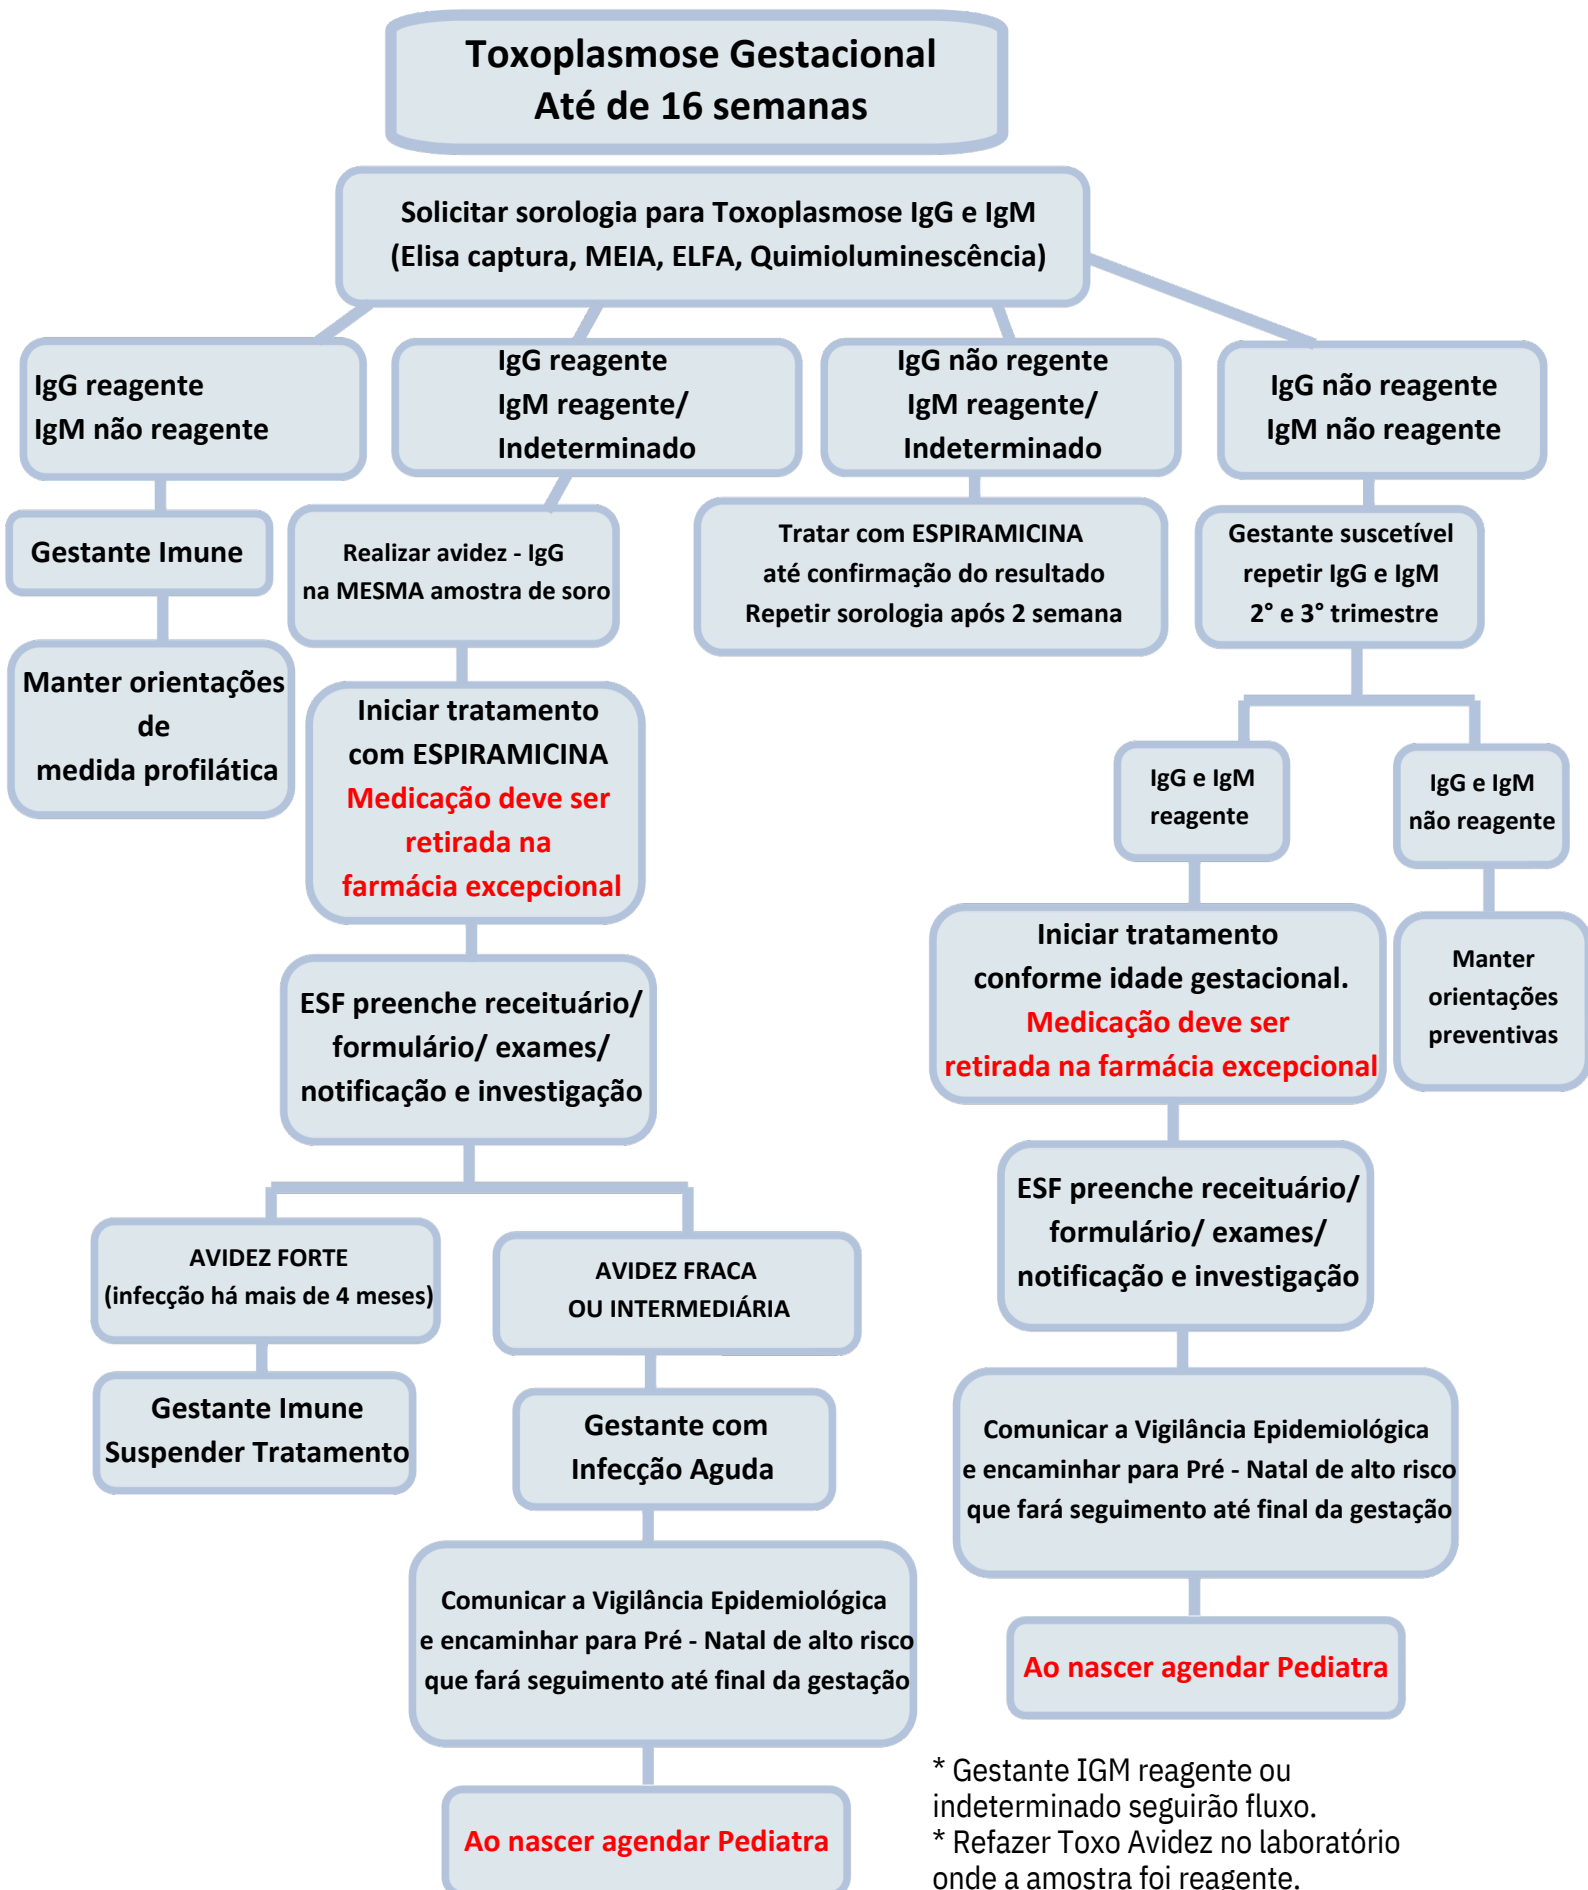 Toxoplasmose Gestacional
Até de 16 semanas
Solicitar sorologia para Toxoplasmose IgG e IgM
(Elisa captura, MEIA, ELFA, Quimioluminescência)
IgG reagente
IgM não reagente
IgG reagente
IgM reagente/
Indeterminado
IgG não regente
IgM reagente/
Indeterminado
IgG não reagente
IgM não reagente
Gestante Imune
Realizar avidez - IgG
na MESMA amostra de soro
Tratar com ESPIRAMICINA
até confirmação do resultado
Repetir sorologia após 2 semana
Gestante suscetível
repetir IgG e IgM
2° e 3° trimestre
Manter orientações
de
medida profilática
Iniciar tratamento
com ESPIRAMICINA
Medicação deve ser
retirada na
farmácia excepcional
IgG e IgM
reagente
IgG e IgM
não reagente
Iniciar tratamento
conforme idade gestacional.
Medicação deve ser
retirada na farmácia excepcional
Manter
orientações
preventivas
ESF preenche receituário/
formulário/ exames/
notificação e investigação
ESF preenche receituário/
formulário/ exames/
notificação e investigação
AVIDEZ FORTE
(infecção há mais de 4 meses)
AVIDEZ FRACA
OU INTERMEDIÁRIA
Gestante Imune
Suspender Tratamento
Gestante com
Infecção Aguda
Comunicar a Vigilância Epidemiológica
e encaminhar para Pré - Natal de alto risco
que fará seguimento até final da gestação
Comunicar a Vigilância Epidemiológica
e encaminhar para Pré - Natal de alto risco
que fará seguimento até final da gestação
Ao nascer agendar Pediatra
Ao nascer agendar Pediatra
* Gestante IGM reagente ou
indeterminado seguirão fluxo.
* Refazer Toxo Avidez no laboratório
onde a amostra foi reagente.